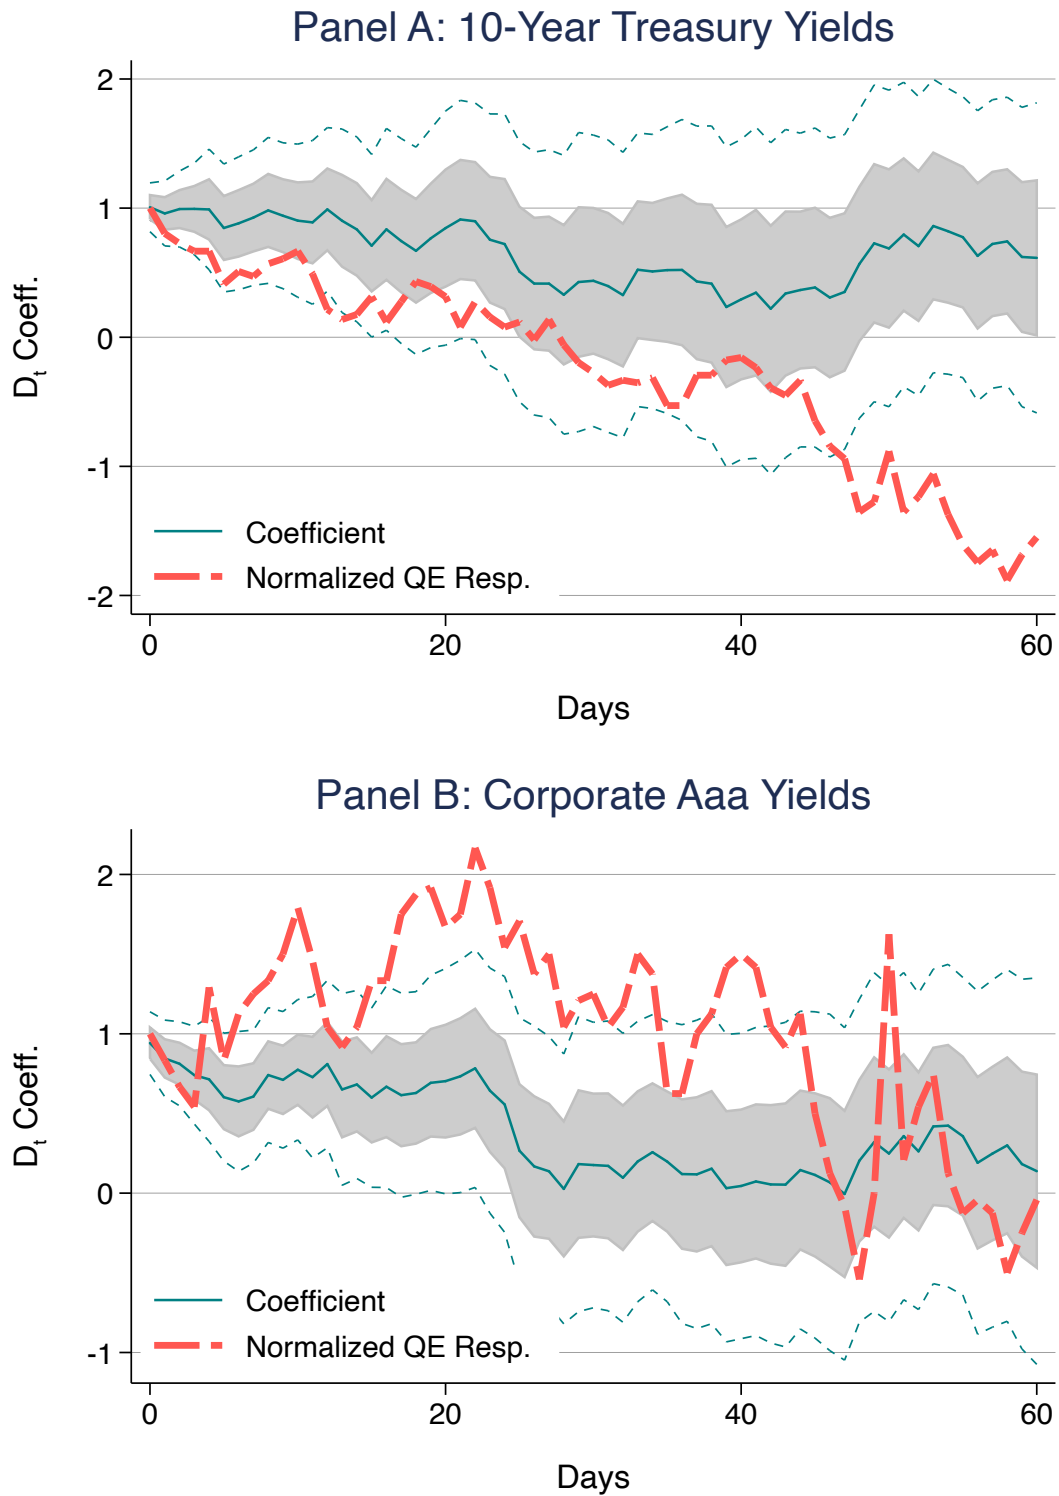 Panel A: 10-Year Treasury Yields
2
1
0
-1
-2
D_t Coeff.
Coefficient
Normalized QE Resp.
0 20 40 60
Days
Panel B: Corporate Aaa Yields
2
1
0
-1
D_t Coeff.
Coefficient
Normalized QE Resp.
0 20 40 60
Days